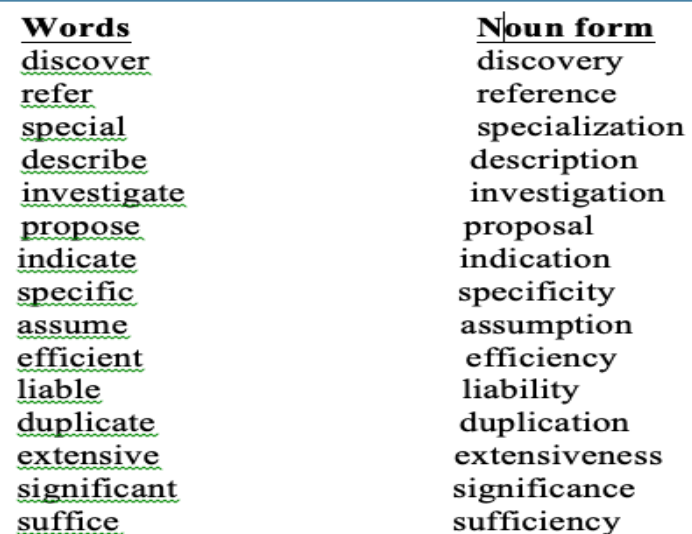 Words Noun form
discover discovery
refer reference
special specialization
describe description
investigate investigation
propose proposal
indicate indication
specific specificity
assume assumption
efficient efficiency
liable liability
duplicate duplication
extensive extensiveness
significant significance
suffice sufficiency